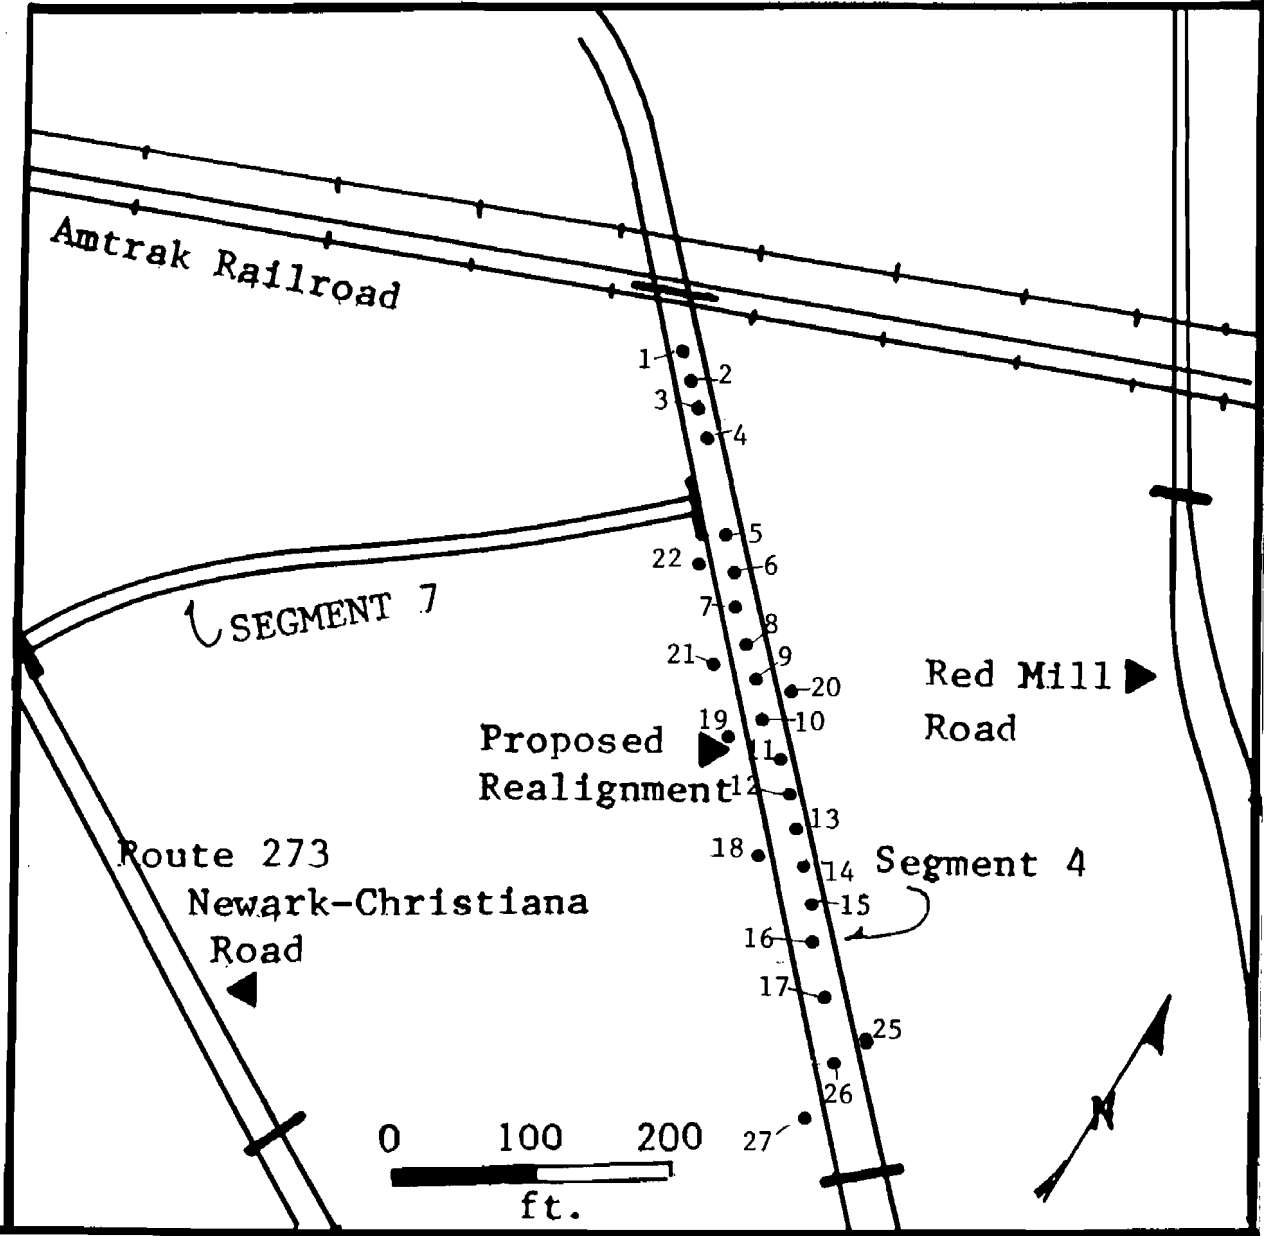 Amtrak Railroad
1
2
3
4
5
22
6
7
8
21
9
20
19
10
11
12
13
18
14
15
16
17
25
26
27
SEGMENT 7
Red Mill
Road
Proposed
Realignment
Segment 4
Route 273
Newark-Christiana
Road
N
0 100 200
ft.